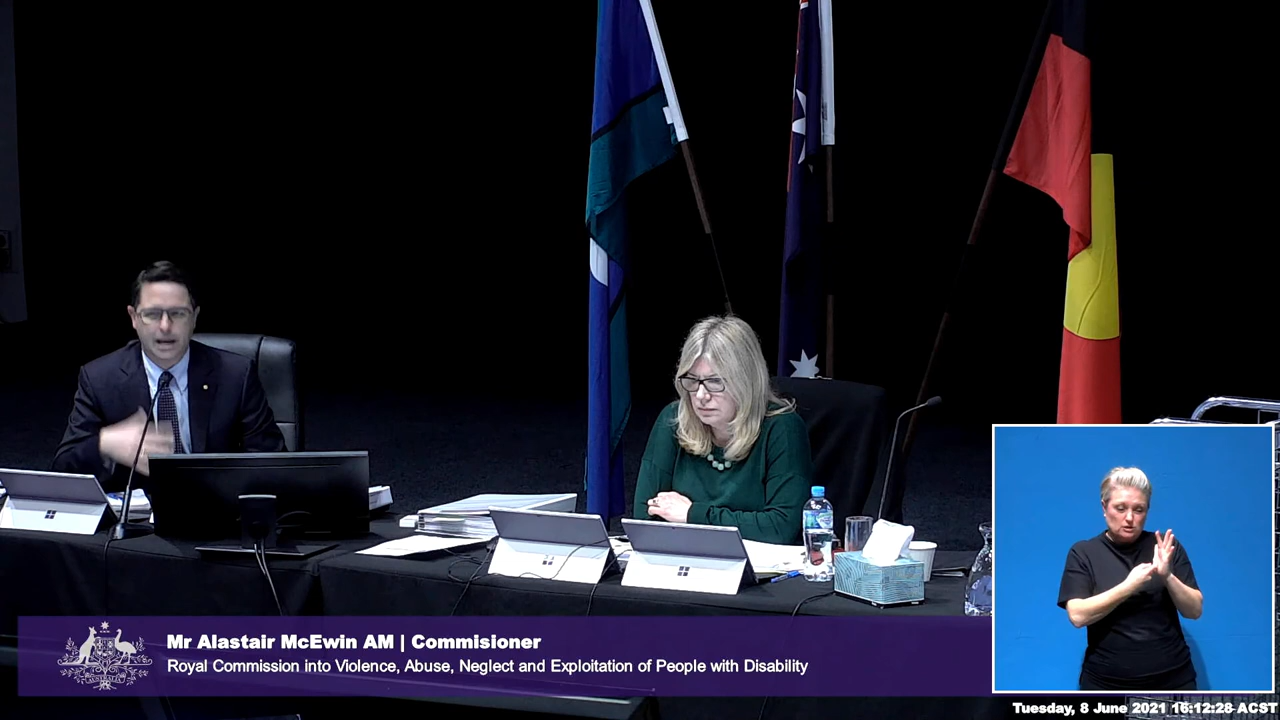 Mr Alastair McEwin AM | Commisioner
Royal Commission into Violence, Abuse, Neglect and Exploitation of People with Disability
Tuesday, 8 June 2021 16:12:28 ACST